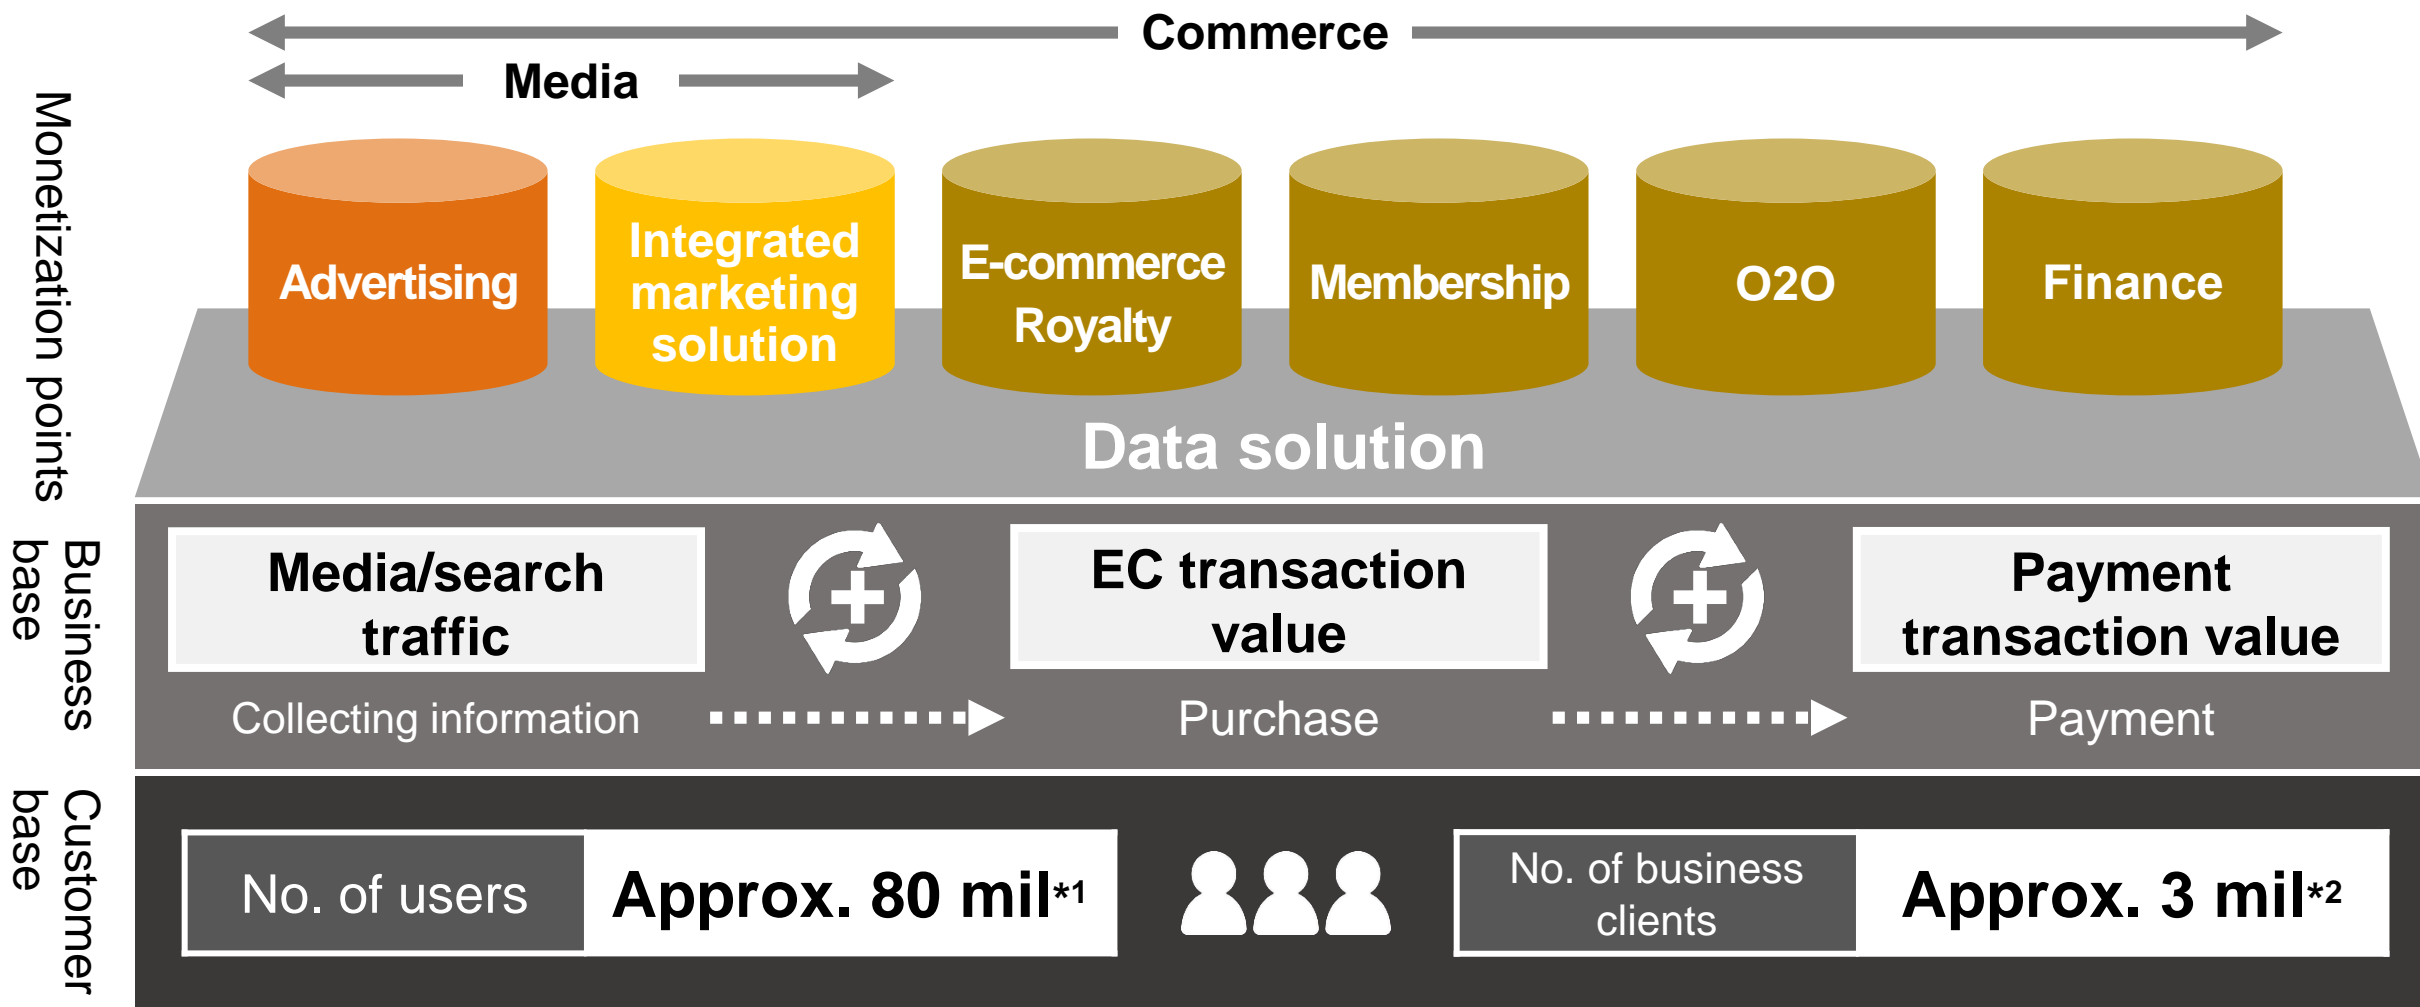 Commerce
Media
Monetization points
Advertising
Integrated
marketing
solution
E-commerce
Royalty
Membership
O2O
Finance
Data solution
Business
base
Media/search
traffic
EC transaction
value
Payment
transaction value
Collecting information
Purchase
Payment
Customer
base
No. of users
Approx. 80 mil*1
No. of business
clients
Approx. 3 mil*2